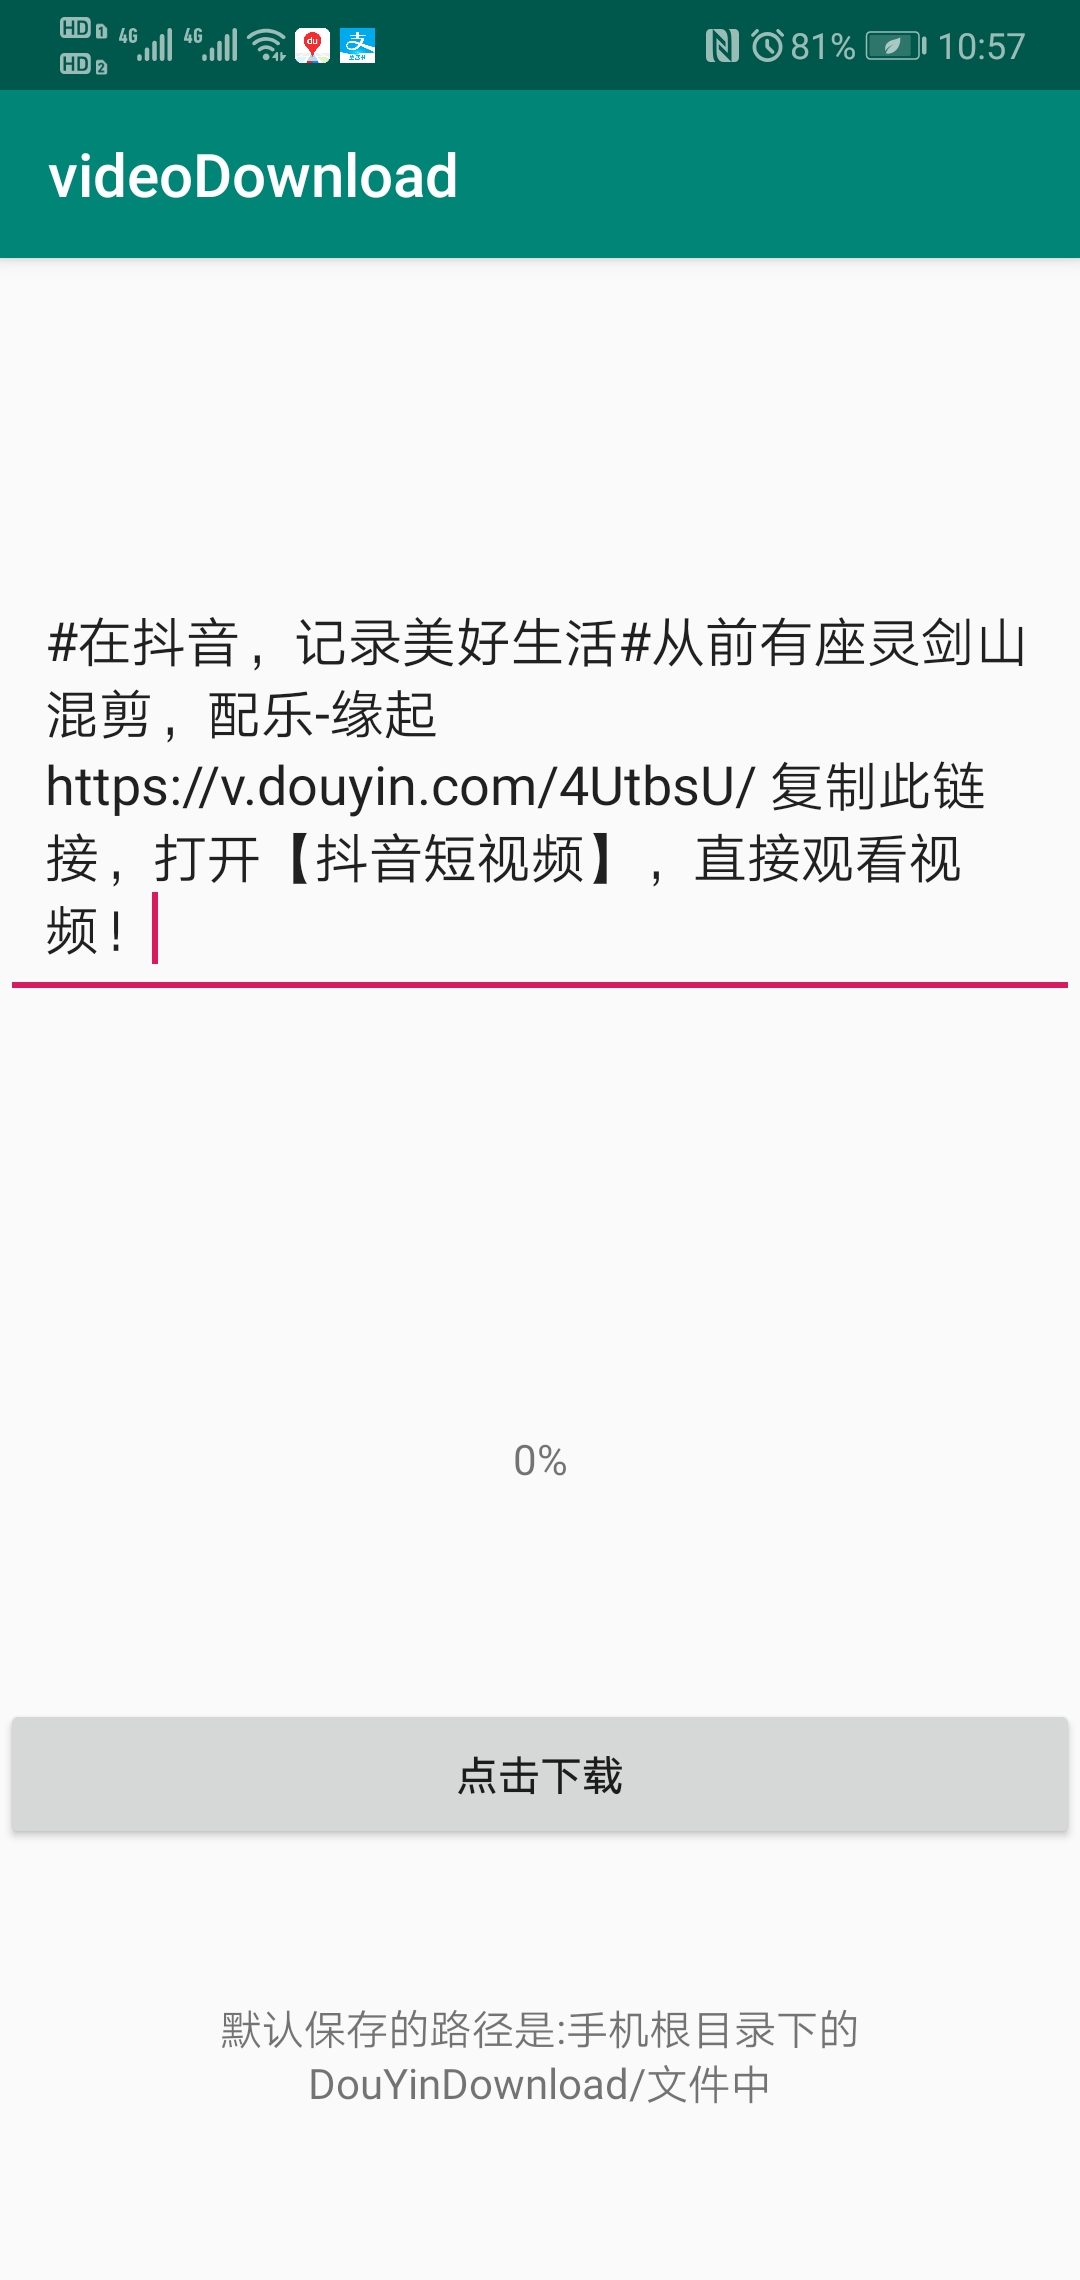 HD 1 4G 4G du 支 81% 10:57
HD 2
videoDownload
#在抖音，记录美好生活#从前有座灵剑山
混剪，配乐-缘起
https://v.douyin.com/4UtbsU/ 复制此链
接，打开【抖音短视频】，直接观看视
频！
0%
点击下载
默认保存的路径是:手机根目录下的
DouYinDownload/文件中